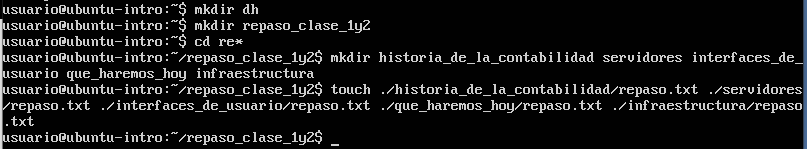 usuario@ubuntu-intro:~$ mkdir dh
usuario@ubuntu-intro:~$ mkdir repaso_clase_1y2
usuario@ubuntu-intro:~$ cd re*
usuario@ubuntu-intro:~/repaso_clase_1y2$ mkdir historia_de_la_contabilidad servidores interfaces_de_
usuario que_haremos_hoy infraestructura
usuario@ubuntu-intro:~/repaso_clase_1y2$ touch ./historia_de_la_contabilidad/repaso.txt ./servidores
/repaso.txt ./interfaces_de_usuario/repaso.txt ./que_haremos_hoy/repaso.txt ./infraestructura/repaso
.txt
usuario@ubuntu-intro:~/repaso_clase_1y2$ _